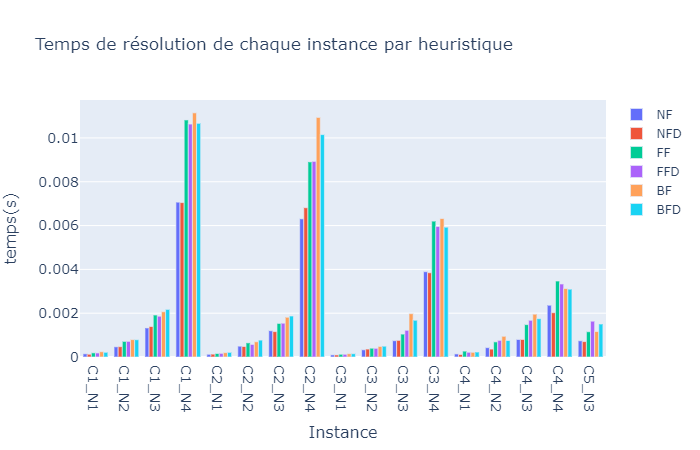 Temps de résolution de chaque instance par heuristique
NF
NFD
FF
FFD
BF
BFD
temps(s)
0.01
0.008
0.006
0.004
0.002
0
C1_N1
C1_N2
C1_N3
C1_N4
C2_N1
C2_N2
C2_N3
C2_N4
C3_N1
C3_N2
C3_N3
C3_N4
C4_N1
C4_N2
C4_N3
C4_N4
C5_N3
Instance